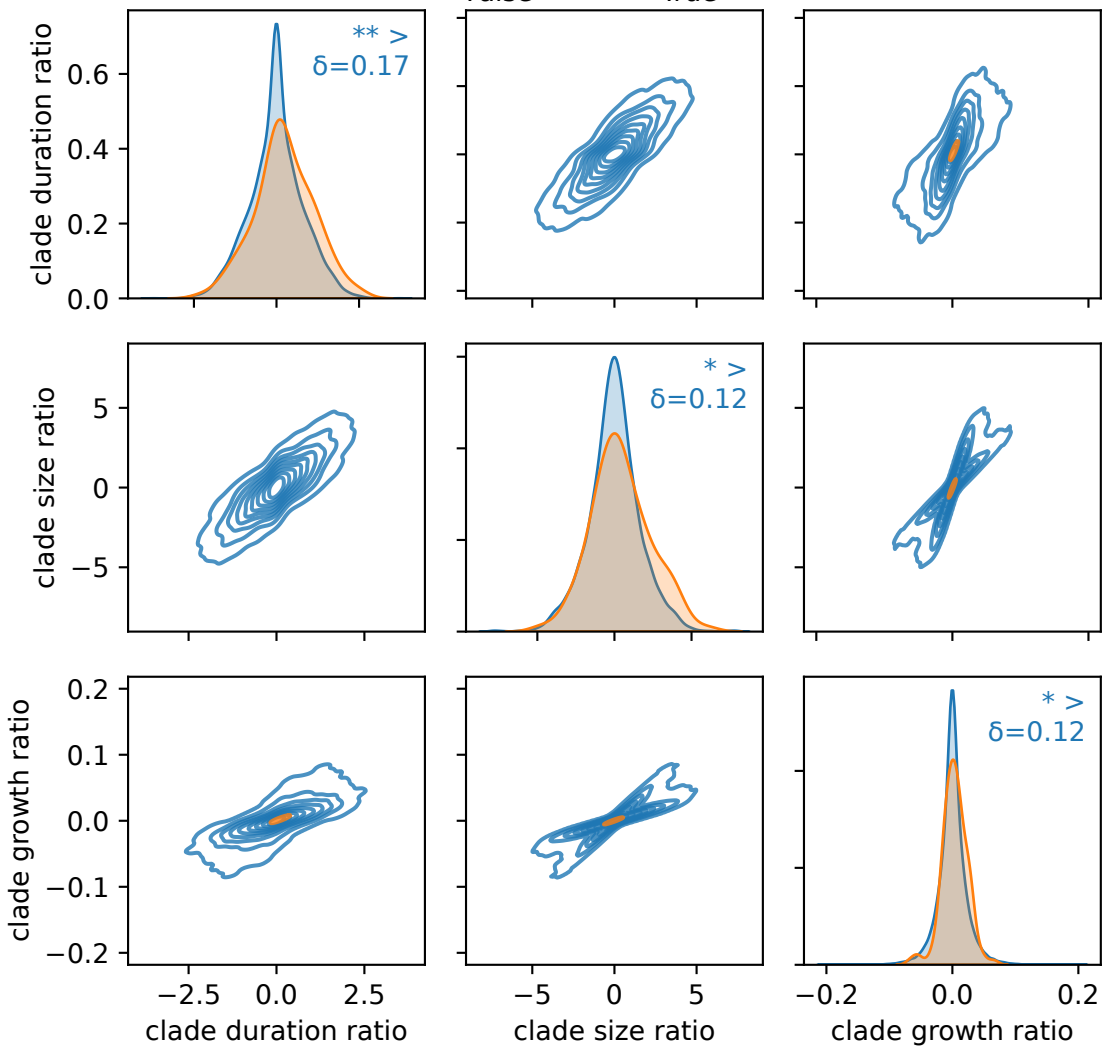 clade duration ratio
0.6
0.4
0.2
0.0
** >
δ=0.17
clade size ratio
5
0
−5
* >
δ=0.12
clade growth ratio
0.2
0.1
0.0
−0.1
−0.2
* >
δ=0.12
−2.5 0.0 2.5
−5 0 5
−0.2 0.0 0.2
clade duration ratio
clade size ratio
clade growth ratio